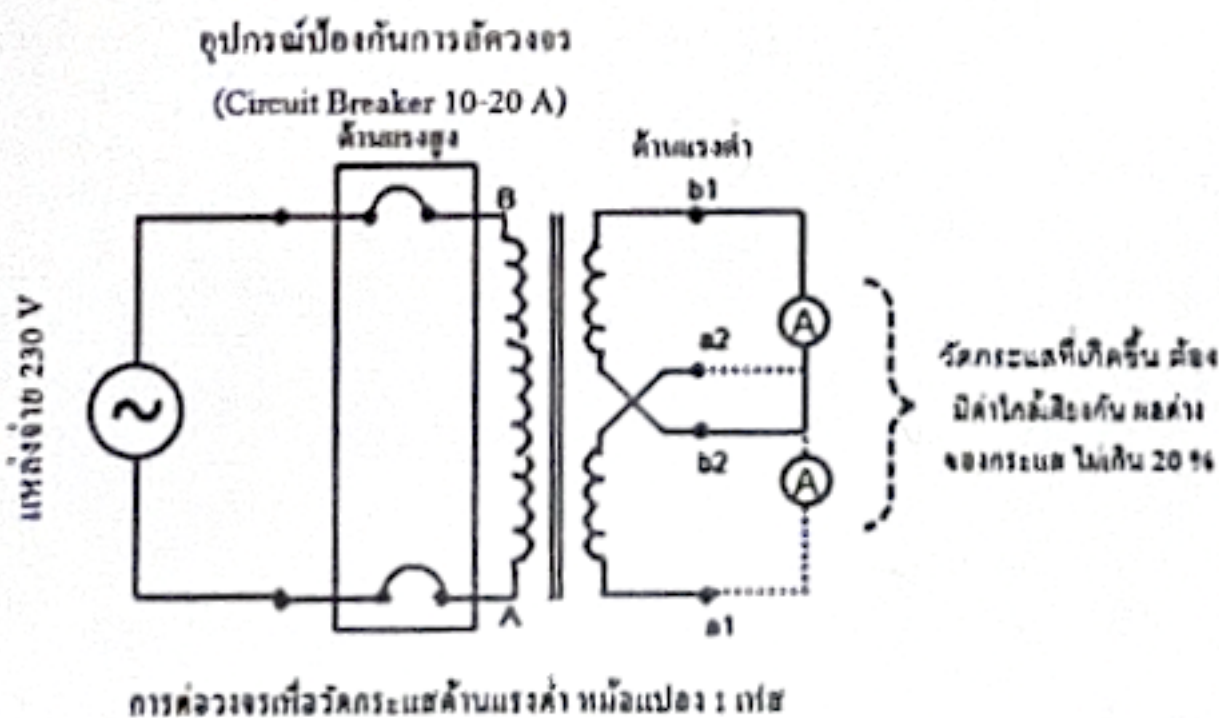 อุปกรณ์ป้องกันการลัดวงจร
(Circuit Breaker 10-20 A)
ด้านแรงสูง
ด้านแรงต่ำ
B
b1
A
a2
แหล่งจ่าย 230 V
b2
A
A
a1
วัดกระแสที่เกิดขึ้น ต้อง
มีค่าใกล้เคียงกัน ผลต่าง
ของกระแส ไม่เกิน 20 %
การต่อวงจรเพื่อวัดกระแสด้านแรงต่ำ หม้อแปลง 1 เฟส